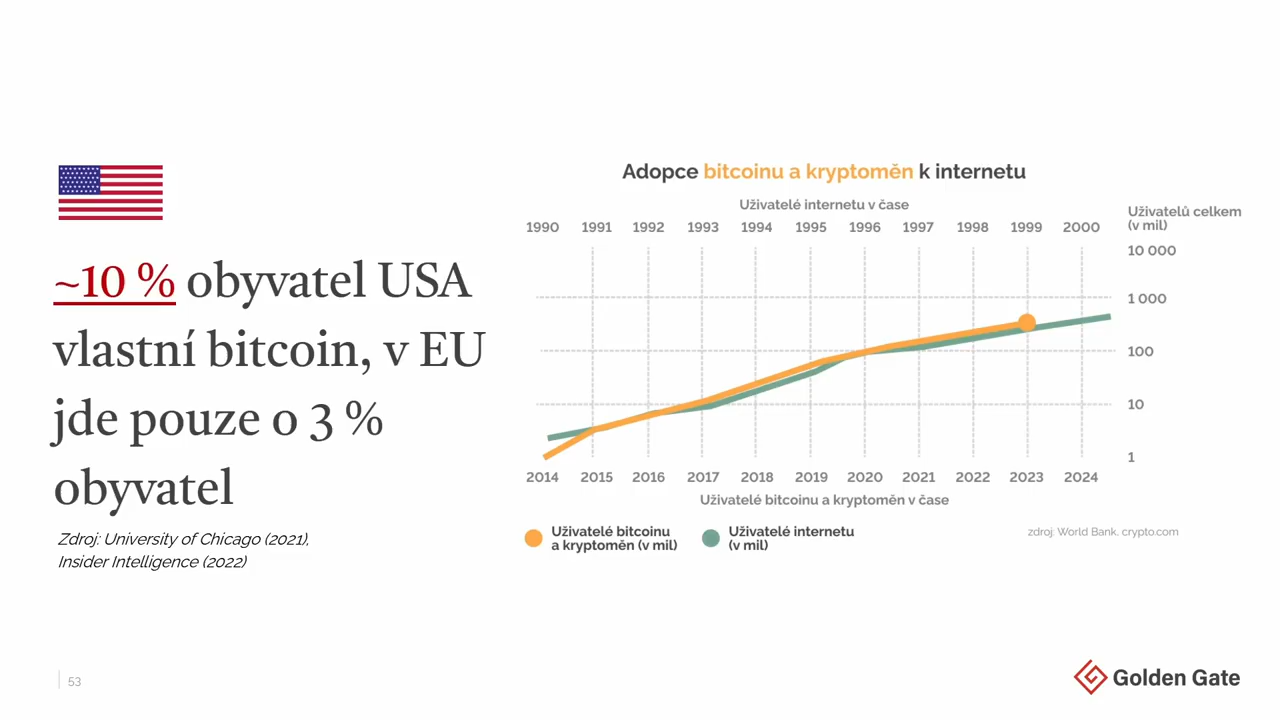 ~10 % obyvatel USA
vlastní bitcoin, v EU
jde pouze o 3 %
obyvatel
Zdroj: University of Chicago (2021),
Insider Intelligence (2022)
Adopce bitcoinu a kryptoměn k internetu
Uživatelé internetu v čase
1990 1991 1992 1993 1994 1995 1996 1997 1998 1999 2000
Uživatelů celkem
(v mil)
10 000
1 000
100
10
1
2014 2015 2016 2017 2018 2019 2020 2021 2022 2023 2024
Uživatelé bitcoinu a kryptoměn v čase
Uživatelé bitcoinu
a kryptoměn (v mil)
Uživatelé internetu
(v mil)
zdroj: World Bank. crypto.com
53
Golden Gate